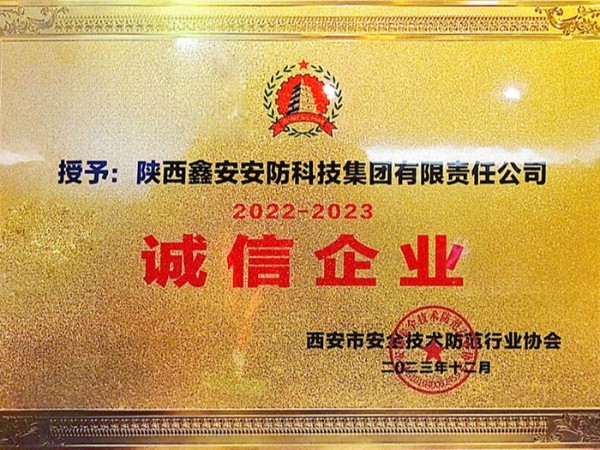 授予：陕西鑫安安防科技集团有限责任公司
2022-2023
诚信企业
西安市安全技术防范行业协会
二〇二三年十二月